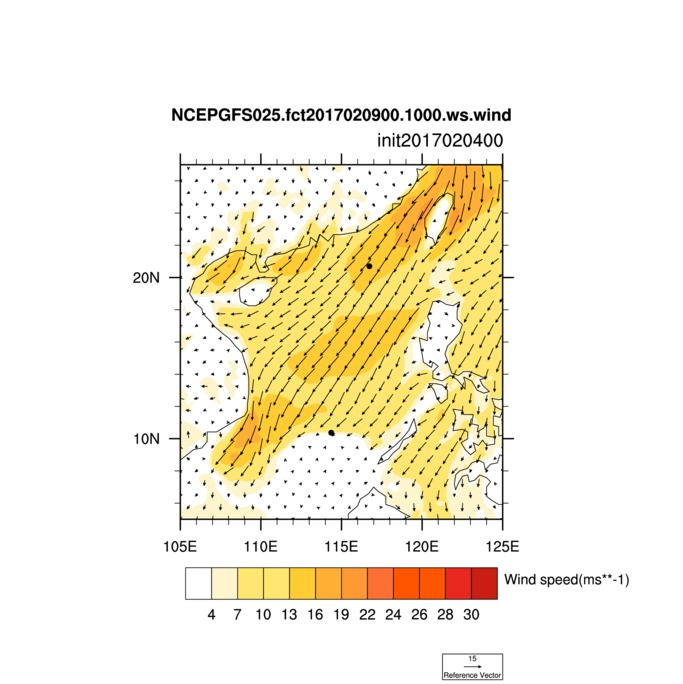 NCEPGFS025.fct2017020900.1000.ws.wind
init2017020400
20N
10N
105E 110E 115E 120E 125E
Wind speed(ms**-1)
4 7 10 13 16 19 22 24 26 28 30
15
Reference Vector